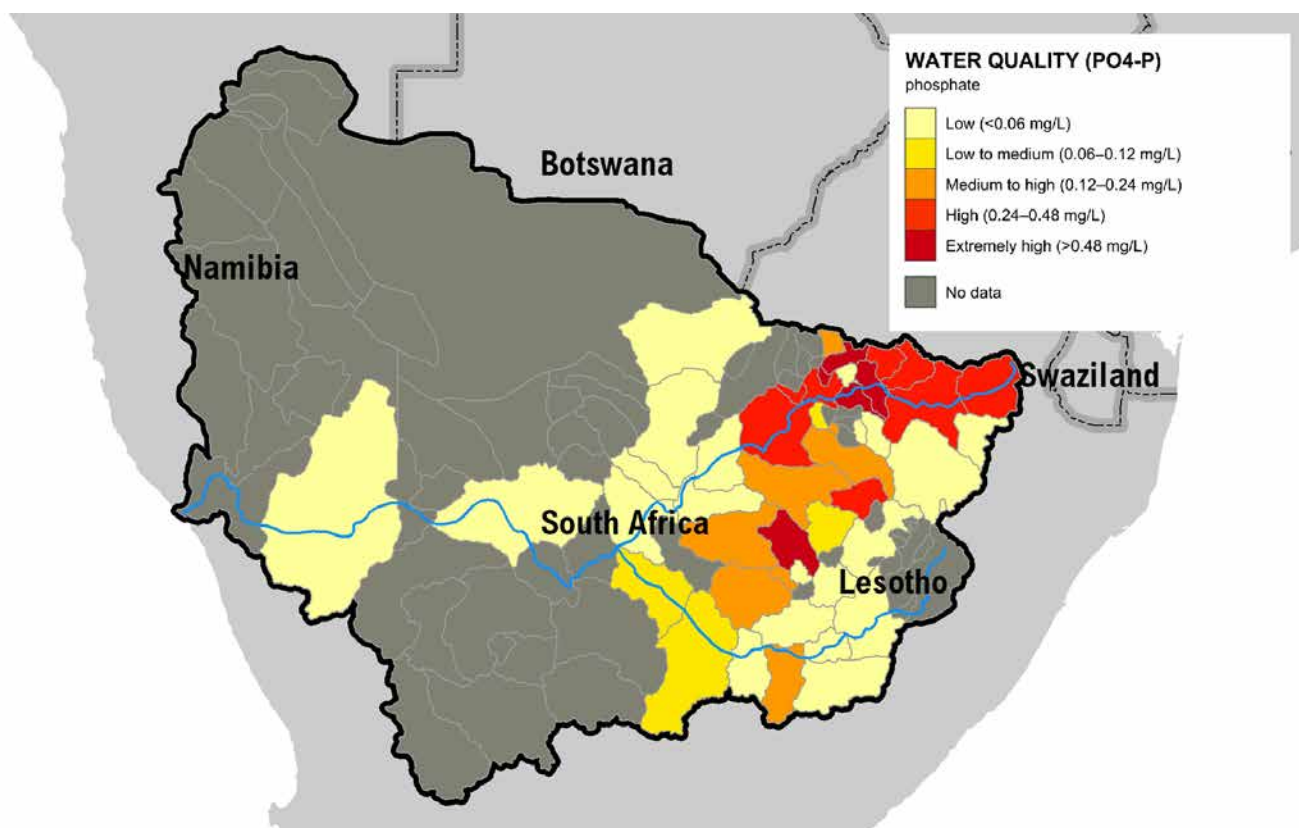 WATER QUALITY (PO4-P)
phosphate
Low (<0.06 mg/L)
Low to medium (0.06–0.12 mg/L)
Medium to high (0.12–0.24 mg/L)
High (0.24–0.48 mg/L)
Extremely high (>0.48 mg/L)
No data
Botswana
Namibia
Swaziland
South Africa
Lesotho